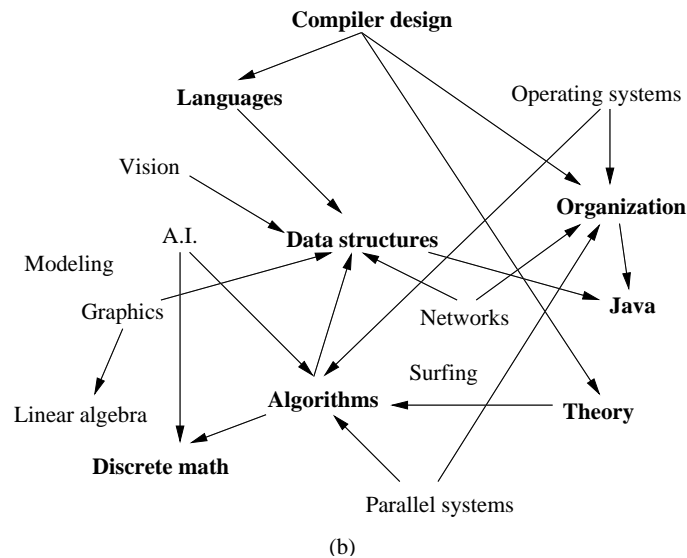 Compiler design
Languages
Operating systems
Vision
Organization
A.I.
Data structures
Modeling
Graphics
Networks
Java
Surfing
Linear algebra
Algorithms
Theory
Discrete math
Parallel systems
(b)